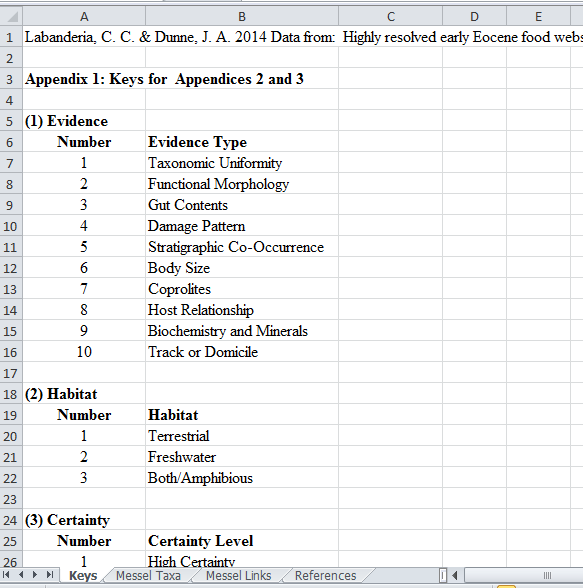 A B C D E
1 Labanderia, C. C. & Dunne, J. A. 2014 Data from: Highly resolved early Eocene food webs
2
3 Appendix 1: Keys for Appendices 2 and 3
4
5 (1) Evidence
6 Number Evidence Type
7 1 Taxonomic Uniformity
8 2 Functional Morphology
9 3 Gut Contents
10 4 Damage Pattern
11 5 Stratigraphic Co-Occurrence
12 6 Body Size
13 7 Coprolites
14 8 Host Relationship
15 9 Biochemistry and Minerals
16 10 Track or Domicile
17
18 (2) Habitat
19 Number Habitat
20 1 Terrestrial
21 2 Freshwater
22 3 Both/Amphibious
23
24 (3) Certainty
25 Number Certainty Level
26 1 High Certainty
Keys Messel Taxa Messel Links References